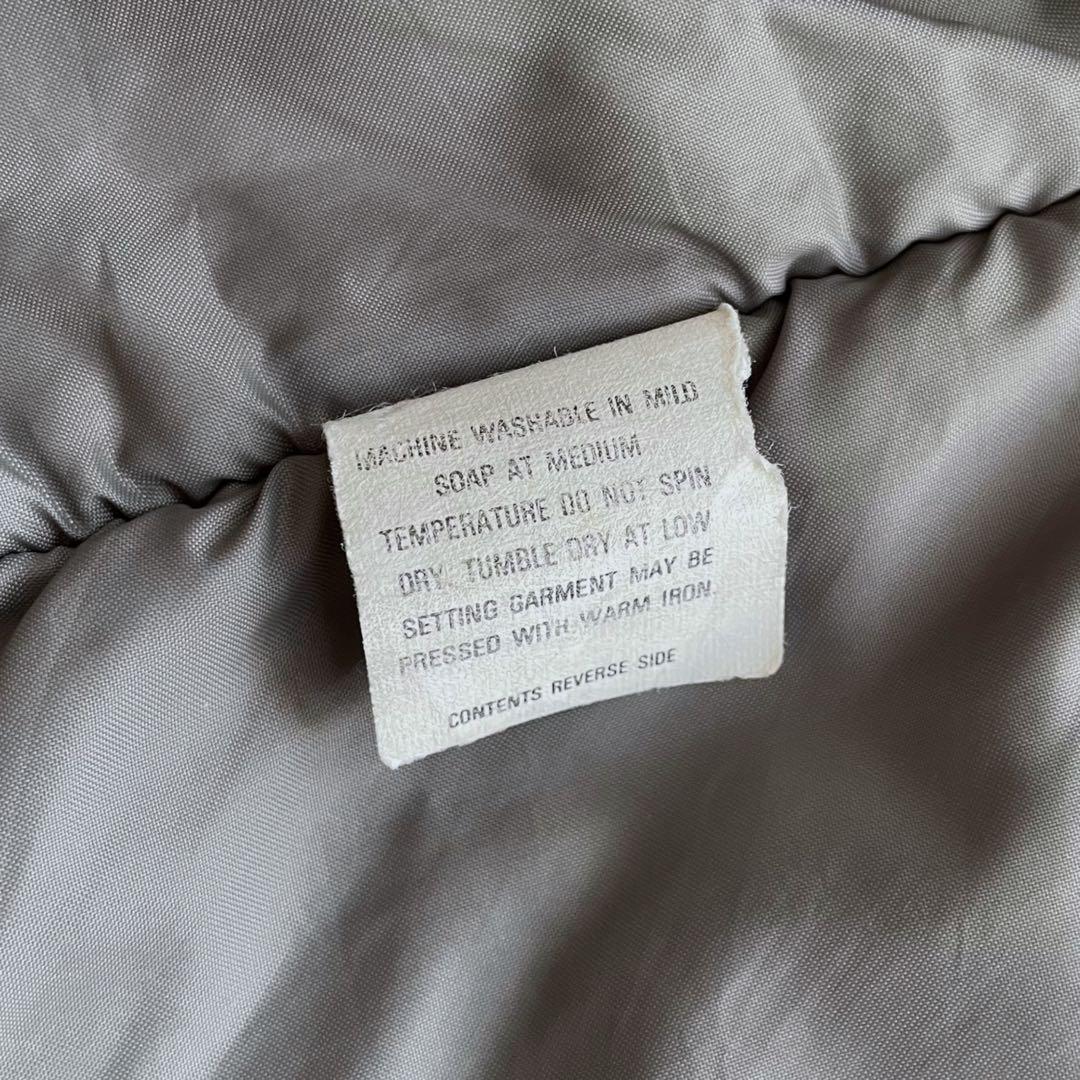 MACHINE WASHABLE IN MILD
SOAP AT MEDIUM
TEMPERATURE DO NOT SPIN
DRY. TUMBLE DRY AT LOW
SETTING GARMENT MAY BE
PRESSED WITH WARM IRON.
CONTENTS REVERSE SIDE